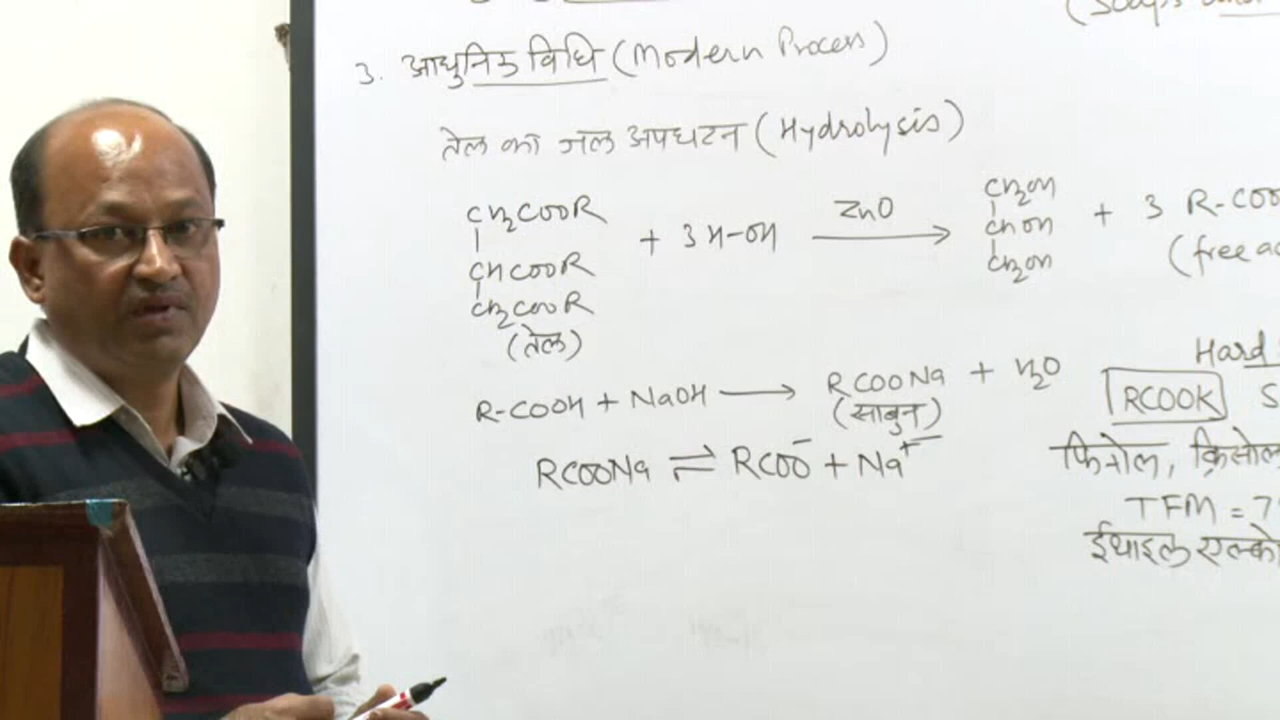 (Soaps
3. आधुनिक विधि (Modern Process)
तेल का जल अपघटन (Hydrolysis)
CH2COOR
CHCOOR
CH2COOR
(तेल)
+ 3 H-OH
ZnO
CH2OH
CHOH
CH2OH
+ 3 R-COO
(free
R-COOH + NaOH → RCOONa + H2O
(साबुन)
RCOONa ⇌ RCOO⁻ + Na⁺
Hard
RCOOK S
फिनोल, क्रिसोल
TFM = 7
ईथाइल एल्को